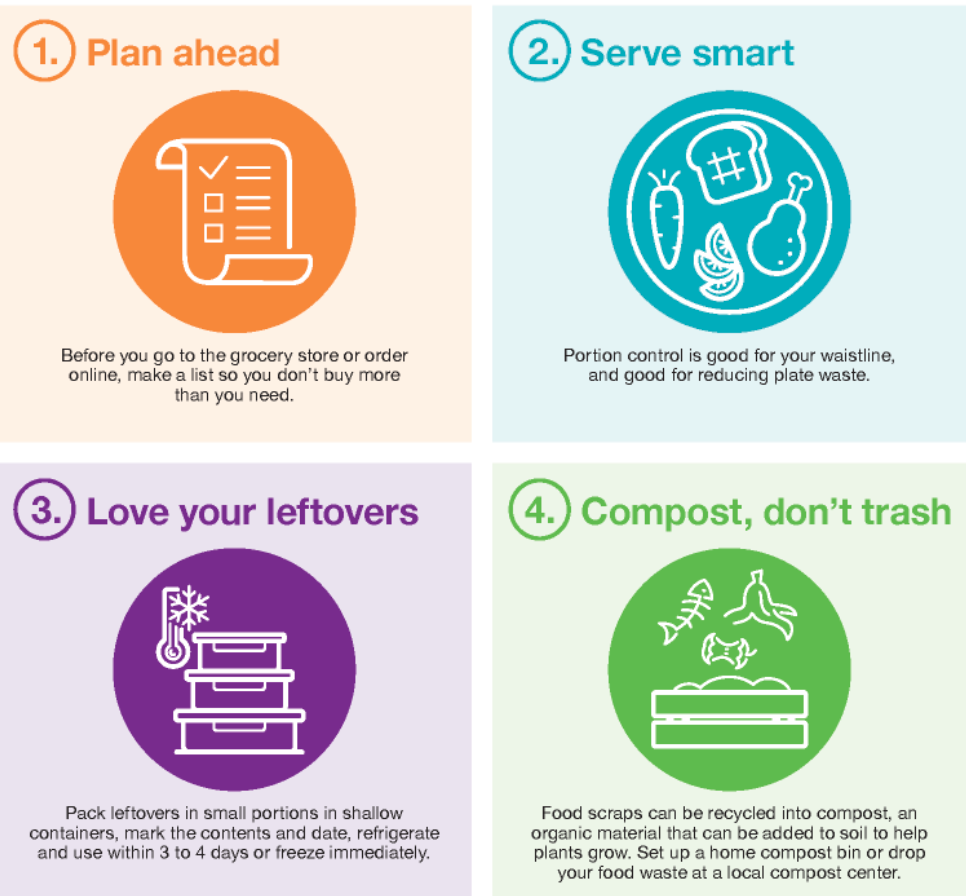 1. Plan ahead
Before you go to the grocery store or order
online, make a list so you don't buy more
than you need.
2. Serve smart
Portion control is good for your waistline,
and good for reducing plate waste.
3. Love your leftovers
Pack leftovers in small portions in shallow
containers, mark the contents and date, refrigerate
and use within 3 to 4 days or freeze immediately.
4. Compost, don't trash
Food scraps can be recycled into compost, an
organic material that can be added to soil to help
plants grow. Set up a home compost bin or drop
your food waste at a local compost center.